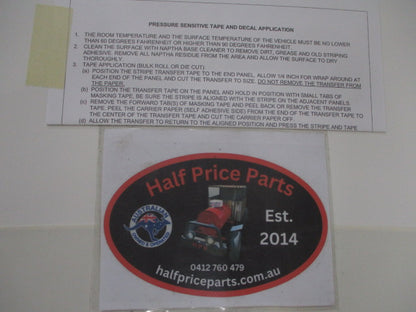 PRESSURE SENSITIVE TAPE AND DECAL APPLICATION
1. THE ROOM TEMPERATURE AND THE SURFACE TEMPERATURE OF THE VEHICLE MUST BE NO LOWER
THAN 60 DEGREES FAHRENHEIT OR HIGHER THAN 90 DEGREES FAHRENHEIT.
2. CLEAN THE SURFACE WITH NAPTHA BASE CLEANER TO REMOVE DIRT, GREASE AND OLD STRIPING
ADHESIVE. REMOVE ALL NAPTHA RESIDUE FROM THE AREA AND ALLOW THE SURFACE TO DRY
THOROUGHLY.
3. TAPE APPLICATION (BULK ROLL OR DIE CUT)
(a) POSITION THE STRIPE TRANSFER TAPE TO THE END PANEL, ALLOW 1/4 INCH FOR WRAP AROUND AT
EACH END OF THE PANEL AND CUT THE TRANSFER TO SIZE. DO NOT REMOVE THE TRANSFER FROM
THE PAPER.
(b) POSITION THE TRANSFER TAPE ON THE PANEL AND HOLD IN POSITION WITH SMALL TABS OF
MASKING TAPE, BE SURE THE STRIPE IS ALIGNED WITH THE STRIPE ON THE ADJACENT PANELS.
(c) REMOVE THE FORWARD TAB(S) OF MASKING TAPE AND PEEL BACK OR REMOVE THE TRANSFER
TAPE. PEEL THE CARRIER PAPER (SELF ADHESIVE SIDE) FROM THE END OF THE TRANSFER TAPE TO
THE CENTER OF THE TRANSFER TAPE AND CUT THE CARRIER PAPER OFF.
(d) ALLOW THE TRANSFER TO RETURN TO THE ALIGNED POSITION AND PRESS THE STRIPE AND TAPE
Half Price Parts
AUSTRALIAN
OWNED & OPERATED
Est.
2014
0412 760 479
halfpriceparts.com.au